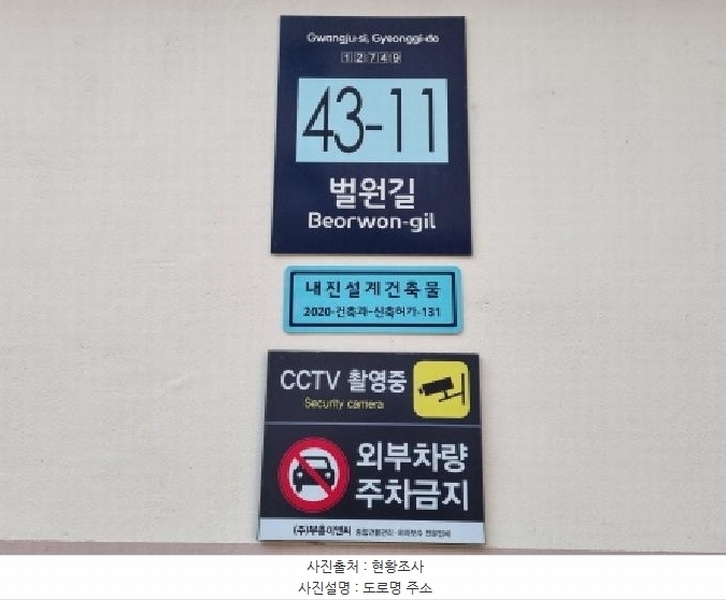 Gwangju-si, Gyeonggi-do
12749
43-11
벌원길
Beorwon-gil
내진설계건축물
2020-건축과-신축허가-131
CCTV 촬영중
Security camera
외부차량
주차금지
(주)부흥이앤씨
사진출처 : 현황조사
사진설명 : 도로명 주소